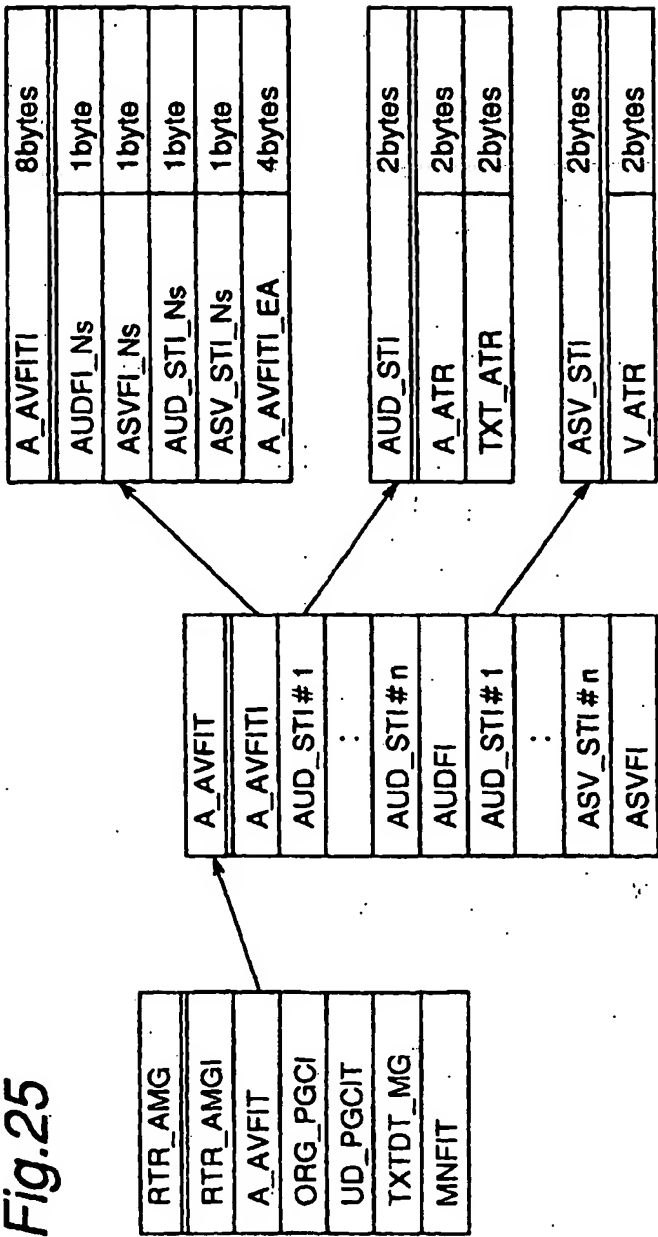 Fig.25
RTR_AMG
RTR_AMGI
A_AVFIT
ORG_PGCI
UD_PGCIT
TXTDT_MG
MNFIT
A_AVFIT
A_AVFITI
AUD_STI#1
:
AUD_STI#n
AUDFI
AUD_STI#1
:
ASV_STI#n
ASVFI
A_AVFITI 8bytes
AUDFI_Ns 1byte
ASVFI_Ns 1byte
AUD_STI_Ns 1byte
ASV_STI_Ns 1byte
A_AVFITI_EA 4bytes
AUD_STI 2bytes
A_ATR 2bytes
TXT_ATR 2bytes
ASV_STI 2bytes
V_ATR 2bytes